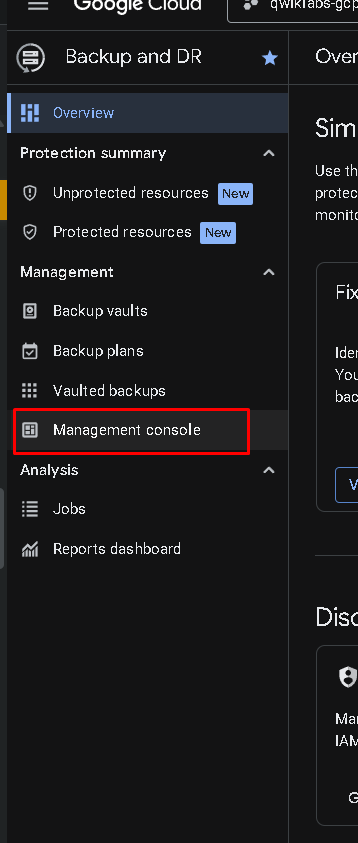 Google Cloud
qwiklabs-gcp
Backup and DR
Over
Overview
Protection summary
Unprotected resources New
Protected resources New
Management
Backup vaults
Backup plans
Vaulted backups
Management console
Analysis
Jobs
Reports dashboard
Sim
Use th
protec
monito
Fix
Iden
You
bac
V
Disc
Mar
IAM
G